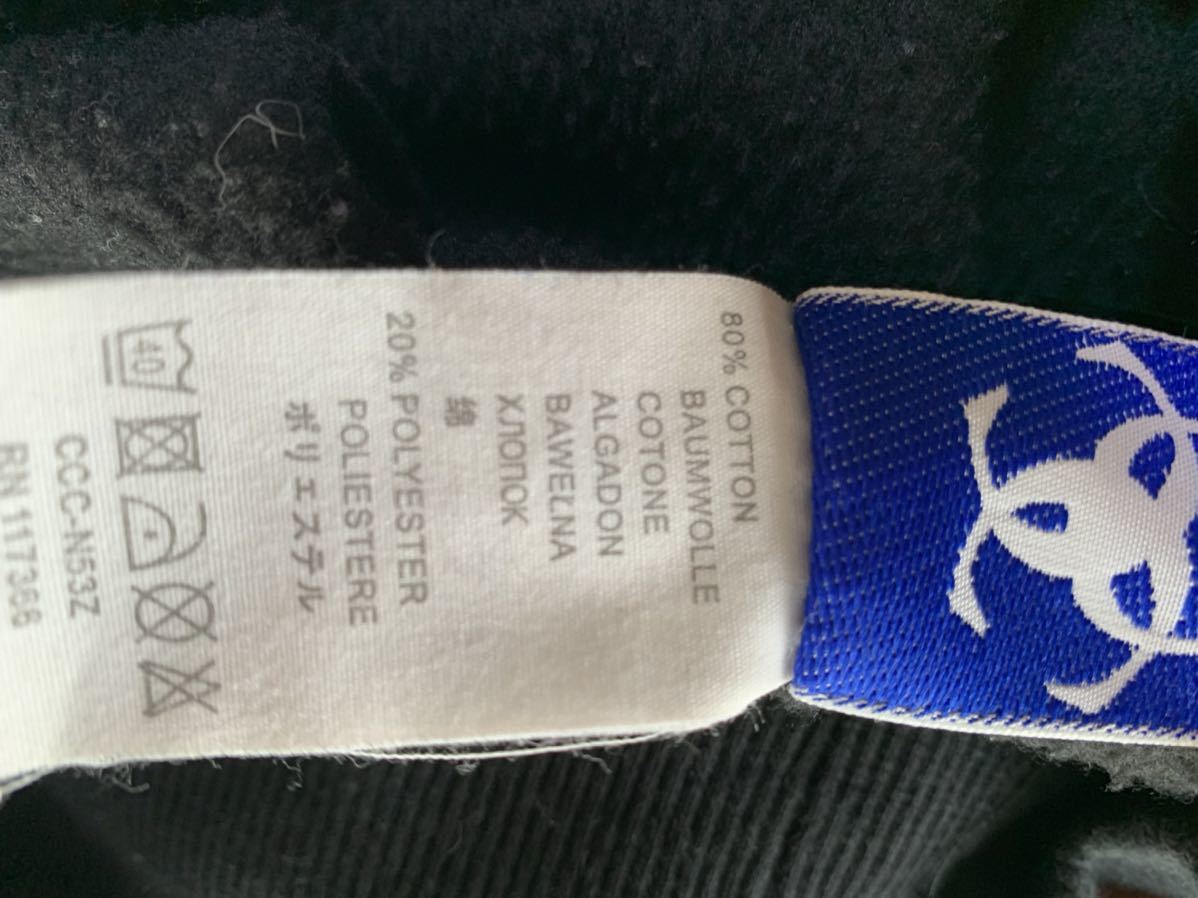 80% COTTON
BAUMWOLLE
COTONE
ALGADON
BAWEŁNA
ХЛОПОК
綿
20% POLYESTER
POLIESTERE
ポリェステル
40
CCC-N53Z
RN 117366